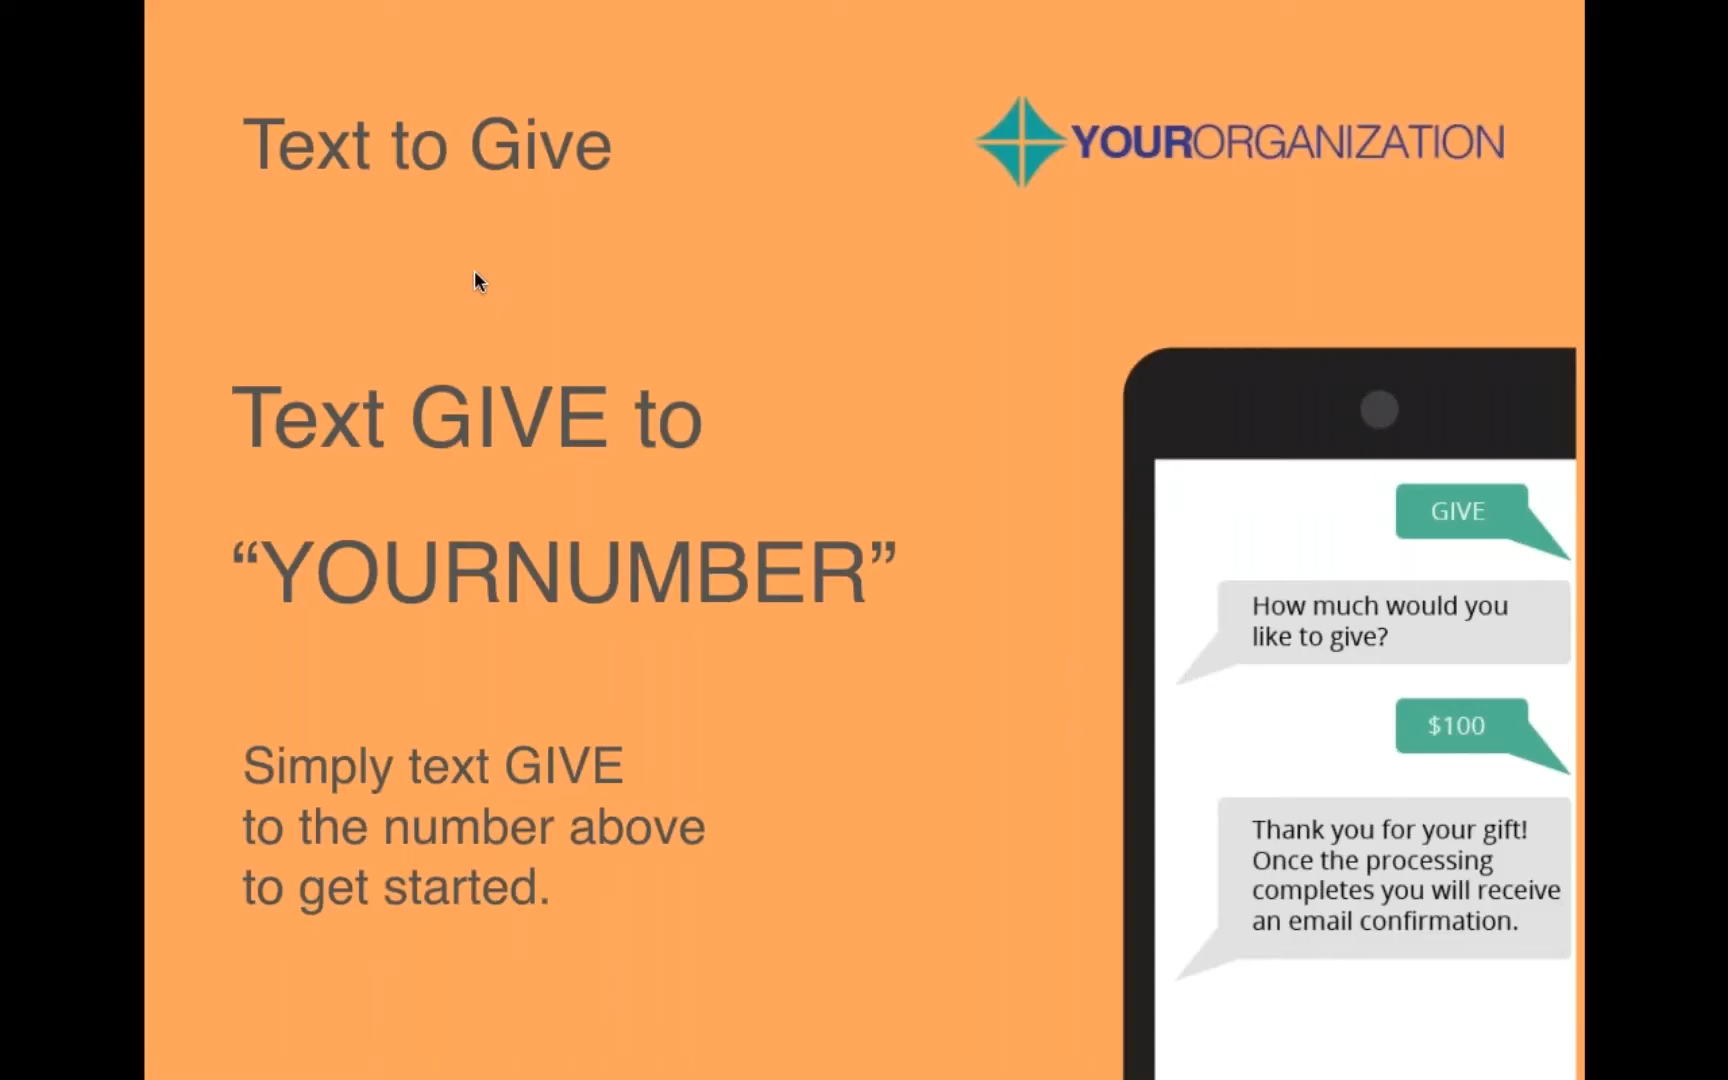 Text to Give
YOURORGANIZATION
Text GIVE to
“YOURNUMBER”
Simply text GIVE
to the number above
to get started.
GIVE
How much would you
like to give?
$100
Thank you for your gift!
Once the processing
completes you will receive
an email confirmation.